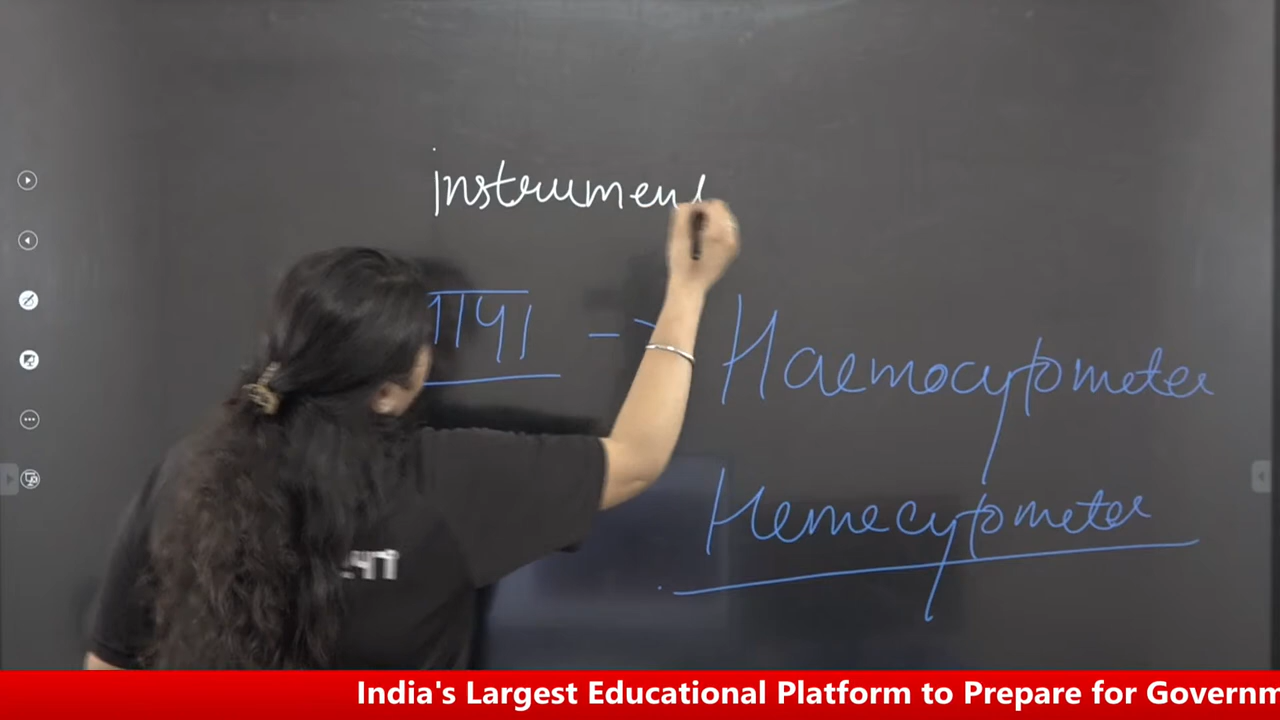 instrument
-> Haemocytometer
Hemecytometer
India's Largest Educational Platform to Prepare for Governm